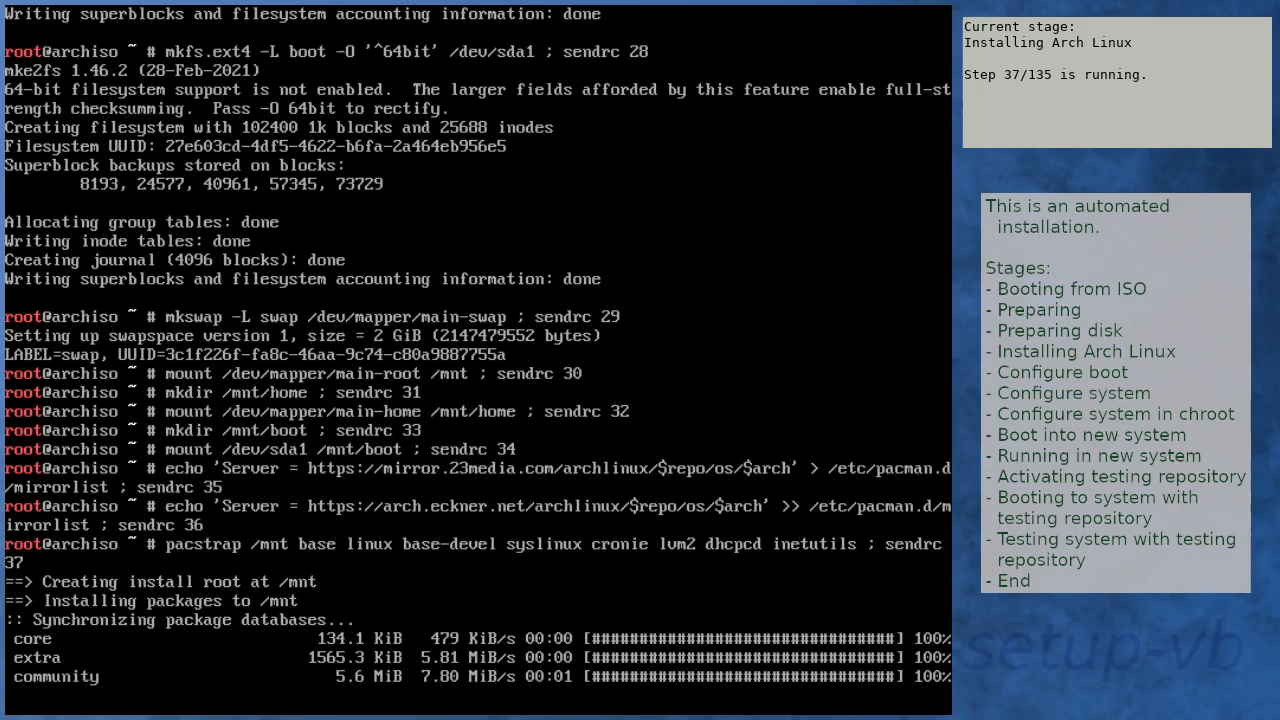 Writing superblocks and filesystem accounting information: done
root@archiso ~ # mkfs.ext4 -L boot -O '^64bit' /dev/sda1 ; sendrc 28
mke2fs 1.46.2 (28-Feb-2021)
64-bit filesystem support is not enabled.  The larger fields afforded by this feature enable full-st
rength checksumming.  Pass -O 64bit to rectify.
Creating filesystem with 102400 1k blocks and 25688 inodes
Filesystem UUID: 27e603cd-4df5-4622-b6fa-2a464eb956e5
Superblock backups stored on blocks:
8193, 24577, 40961, 57345, 73729
Allocating group tables: done
Writing inode tables: done
Creating journal (4096 blocks): done
Writing superblocks and filesystem accounting information: done
root@archiso ~ # mkswap -L swap /dev/mapper/main-swap ; sendrc 29
Setting up swapspace version 1, size = 2 GiB (2147479552 bytes)
LABEL=swap, UUID=3c1f226f-fa8c-46aa-9c74-c80a9887755a
root@archiso ~ # mount /dev/mapper/main-root /mnt ; sendrc 30
root@archiso ~ # mkdir /mnt/home ; sendrc 31
root@archiso ~ # mount /dev/mapper/main-home /mnt/home ; sendrc 32
root@archiso ~ # mkdir /mnt/boot ; sendrc 33
root@archiso ~ # mount /dev/sda1 /mnt/boot ; sendrc 34
root@archiso ~ # echo 'Server = https://mirror.23media.com/archlinux/$repo/os/$arch' > /etc/pacman.d
/mirrorlist ; sendrc 35
root@archiso ~ # echo 'Server = https://arch.eckner.net/archlinux/$repo/os/$arch' >> /etc/pacman.d/m
irrorlist ; sendrc 36
root@archiso ~ # pacstrap /mnt base linux base-devel syslinux cronie lvm2 dhcpcd inetutils ; sendrc
37
==> Creating install root at /mnt
==> Installing packages to /mnt
:: Synchronizing package databases...
core 134.1 KiB 479 KiB/s 00:00 [#################################] 100%
extra 1565.3 KiB 5.81 MiB/s 00:00 [#################################] 100%
community 5.6 MiB 7.80 MiB/s 00:01 [#################################] 100%
Current stage:
Installing Arch Linux
Step 37/135 is running.
This is an automated
installation.
Stages:
- Booting from ISO
- Preparing
- Preparing disk
- Installing Arch Linux
- Configure boot
- Configure system
- Configure system in chroot
- Boot into new system
- Running in new system
- Activating testing repository
- Booting to system with
testing repository
- Testing system with testing
repository
- End
setup-vb